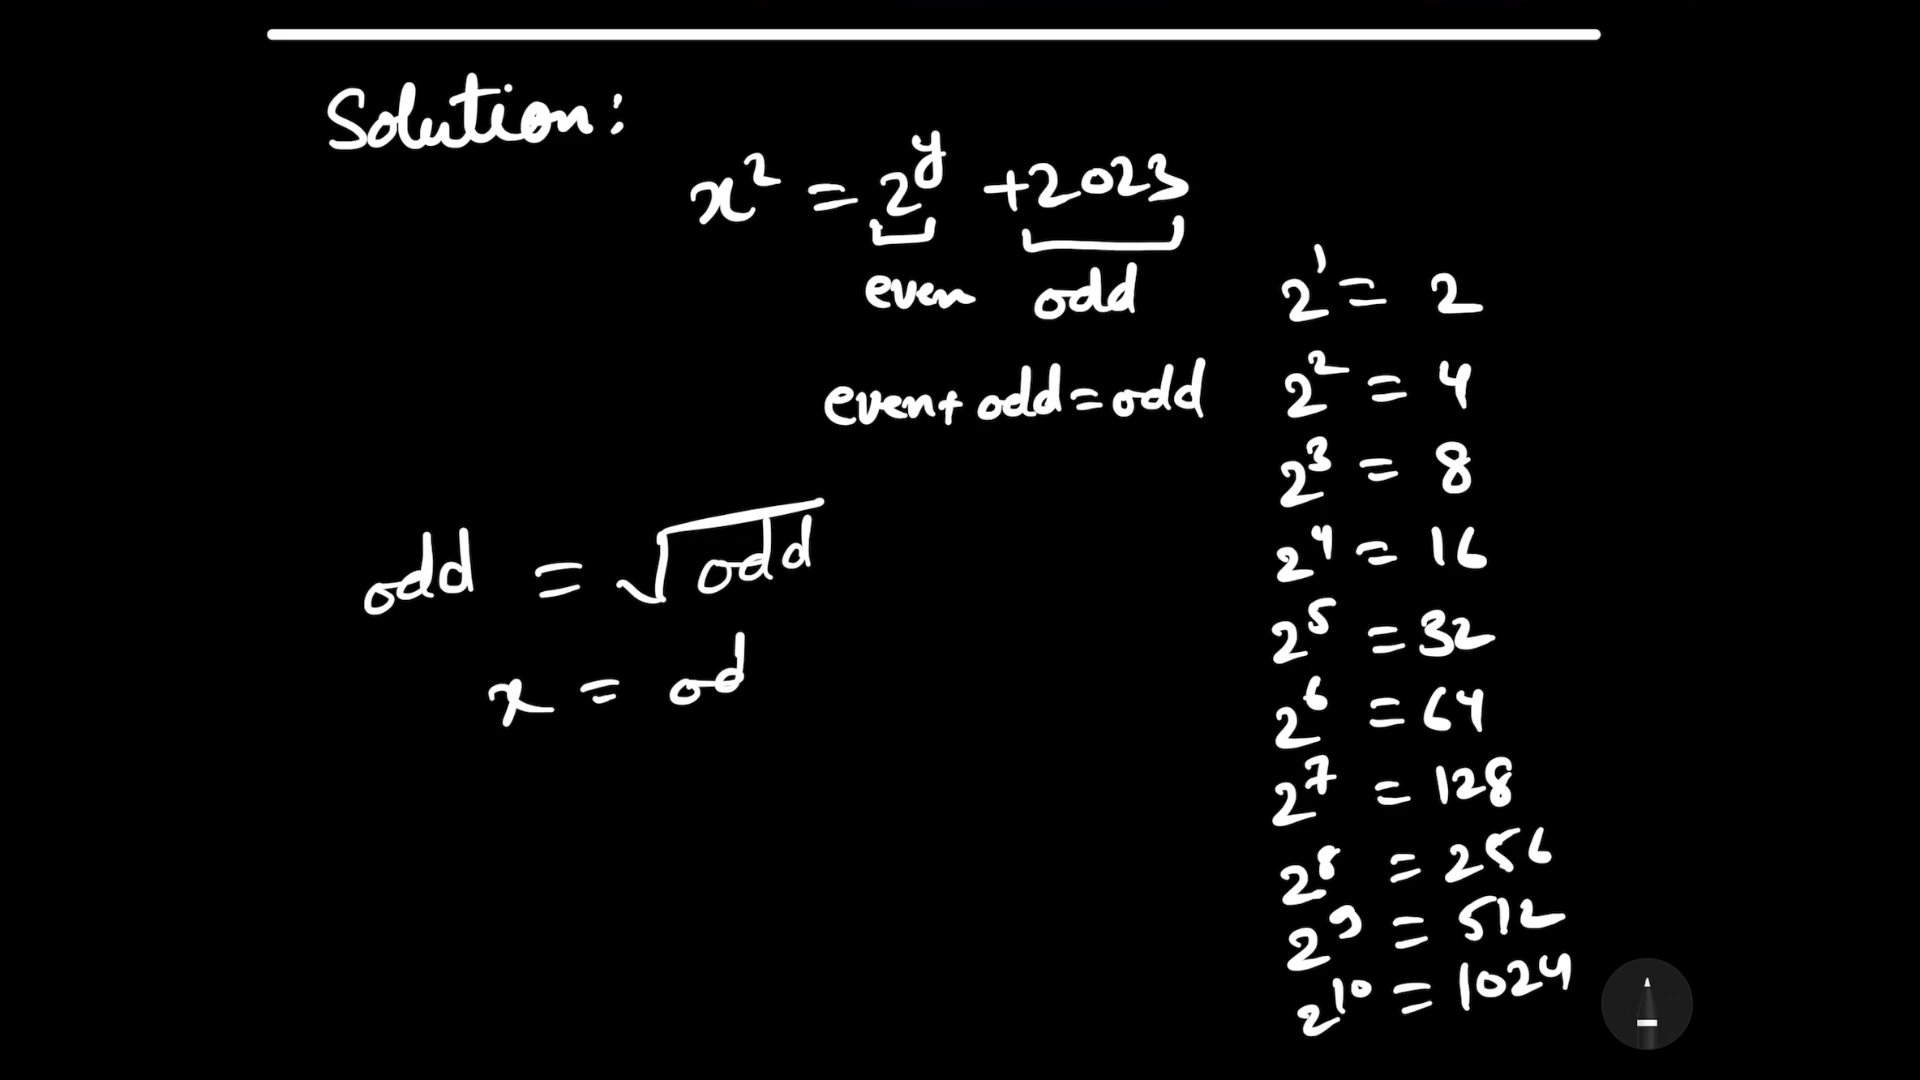 Solution:
x² = 2^y + 2023
even odd
even + odd = odd
odd = √odd
x = od
2¹ = 2
2² = 4
2³ = 8
2⁴ = 16
2⁵ = 32
2⁶ = 64
2⁷ = 128
2⁸ = 256
2⁹ = 512
2¹⁰ = 1024